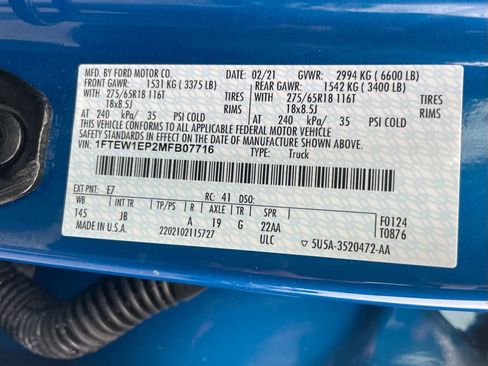 MFD. BY FORD MOTOR CO.
DATE: 02/21 GVWR: 2994 KG ( 6600 LB)
FRONT GAWR: 1531 KG ( 3375 LB) REAR GAWR: 1542 KG ( 3400 LB)
WITH 275/65R18 116T TIRES WITH 275/65R18 116T TIRES
18x8.5J RIMS 18x8.5J RIMS
AT 240 kPa/ 35 PSI COLD AT 240 kPa/ 35 PSI COLD
THIS VEHICLE CONFORMS TO ALL APPLICABLE FEDERAL MOTOR VEHICLE
SAFETY AND THEFT PREVENTION STANDARDS IN EFFECT ON THE
DATE OF MANUFACTURE SHOWN ABOVE.
VIN: 1FTEW1EP2MFB07716
TYPE: Truck
EXT PNT: E7 RC: 41 DSO:
WB INT TR TP/PS R AXLE TR SPR
145 JB A 19 G 22AA
F0124
T0876
MADE IN U.S.A. 2202102115727 ULC 5U5A-3520472-AA